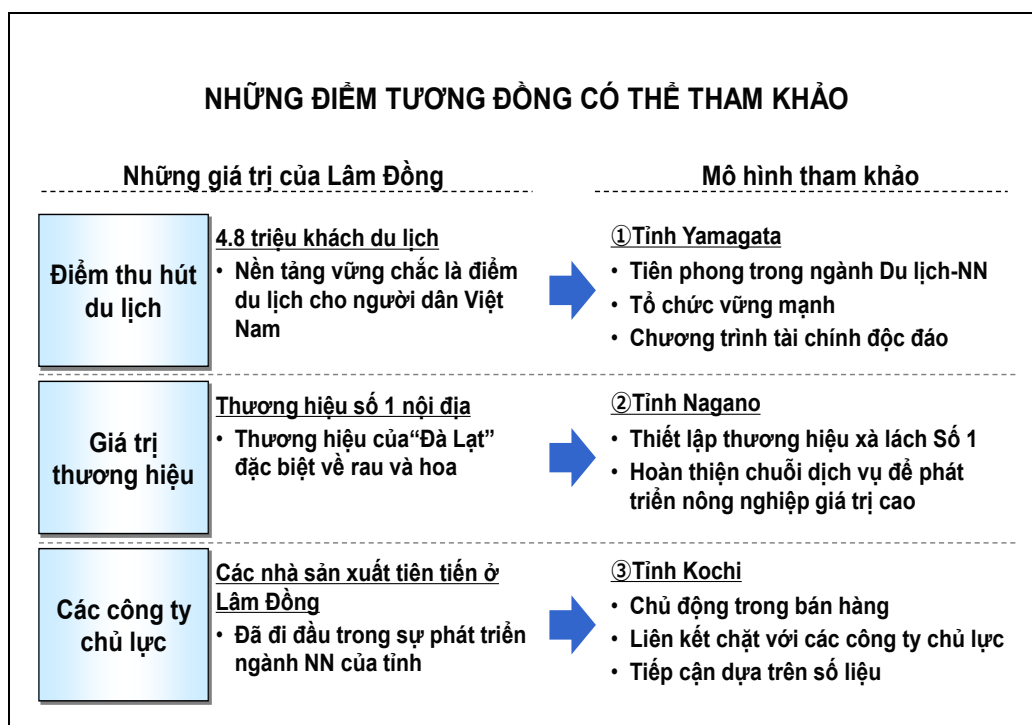 NHỮNG ĐIỂM TƯƠNG ĐỒNG CÓ THỂ THAM KHẢO
Những giá trị của Lâm Đồng
Mô hình tham khảo
Điểm thu hút
du lịch
4.8 triệu khách du lịch
• Nền tảng vững chắc là điểm
du lịch cho người dân Việt
Nam
①Tỉnh Yamagata
• Tiên phong trong ngành Du lịch-NN
• Tổ chức vững mạnh
• Chương trình tài chính độc đáo
Giá trị
thương hiệu
Thương hiệu số 1 nội địa
• Thương hiệu của“Đà Lạt”
đặc biệt về rau và hoa
②Tỉnh Nagano
• Thiết lập thương hiệu xà lách Số 1
• Hoàn thiện chuỗi dịch vụ để phát
triển nông nghiệp giá trị cao
Các công ty
chủ lực
Các nhà sản xuất tiên tiến ở
Lâm Đồng
• Đã đi đầu trong sự phát triển
ngành NN của tỉnh
③Tỉnh Kochi
• Chủ động trong bán hàng
• Liên kết chặt với các công ty chủ lực
• Tiếp cận dựa trên số liệu